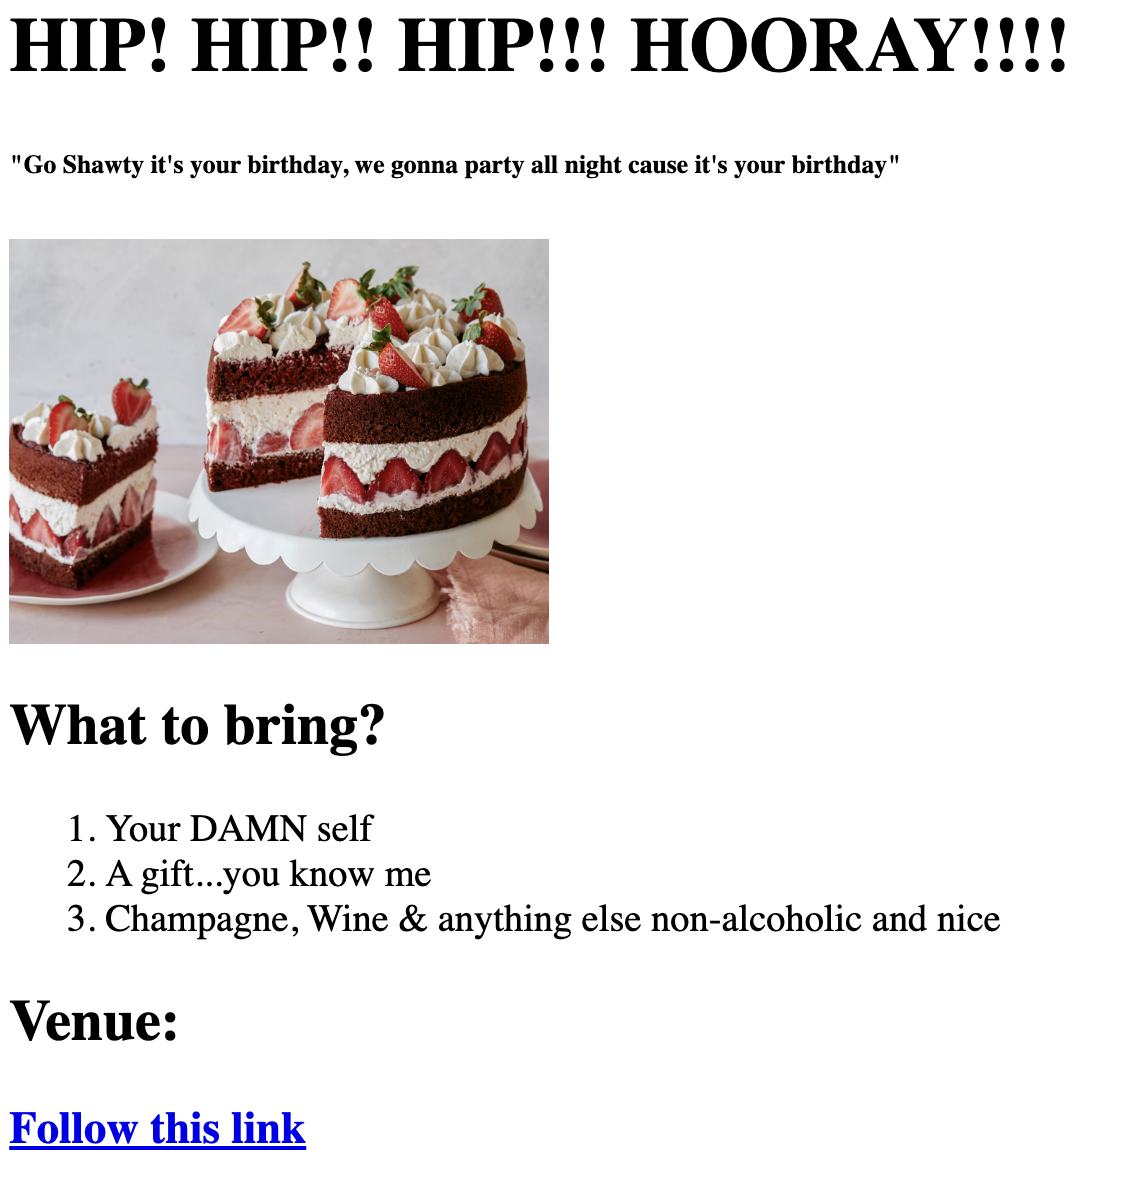 HIP! HIP!! HIP!!! HOORAY!!!!
"Go Shawty it's your birthday, we gonna party all night cause it's your birthday"
What to bring?
1. Your DAMN self
2. A gift...you know me
3. Champagne, Wine & anything else non-alcoholic and nice
Venue:
Follow this link